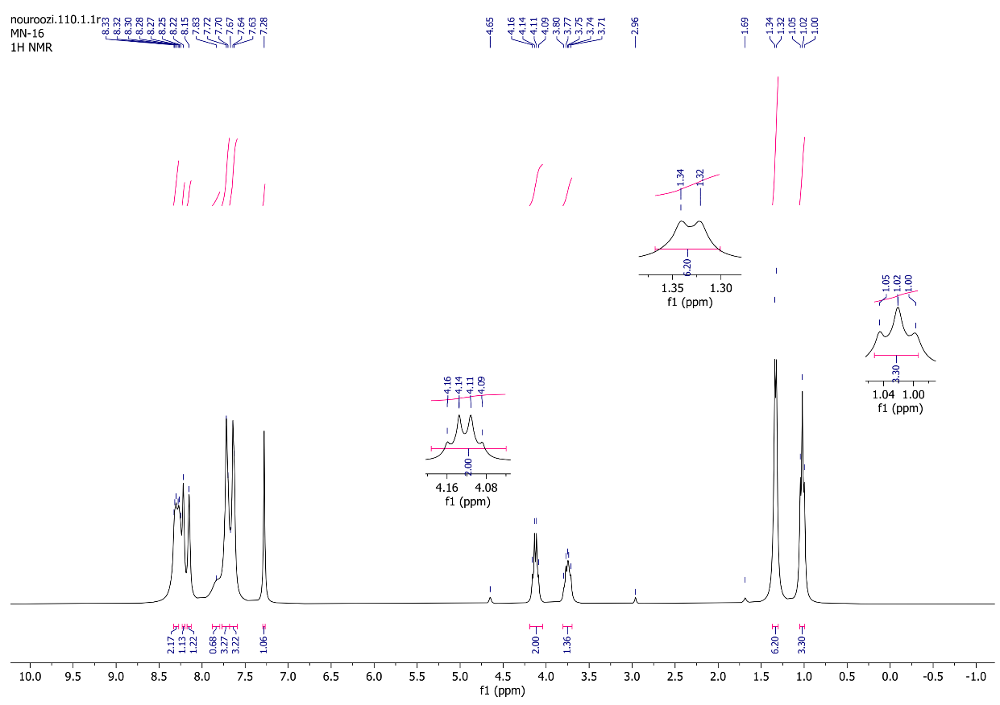 nouroozi.110.1.1r
MN-16
1H NMR
8.33 8.32 8.30 8.28 8.27 8.25 8.22 8.15 7.83 7.72 7.70 7.67 7.64 7.63 7.28 4.65 4.16 4.14 4.11 4.09 3.80 3.77 3.75 3.74 3.71 2.96 1.69 1.34 1.32 1.05 1.02 1.00
1.34 1.32
6.20
1.35 1.30
f1 (ppm)
1.05 1.02 1.00
3.30
1.04 1.00
f1 (ppm)
4.16 4.14 4.11 4.09
2.00
4.16 4.08
f1 (ppm)
2.17 1.13 1.22 0.68 3.27 3.22 1.06 2.00 1.36 6.20 3.30
10.0 9.5 9.0 8.5 8.0 7.5 7.0 6.5 6.0 5.5 5.0 4.5 4.0 3.5 3.0 2.5 2.0 1.5 1.0 0.5 0.0 -0.5 -1.0
f1 (ppm)